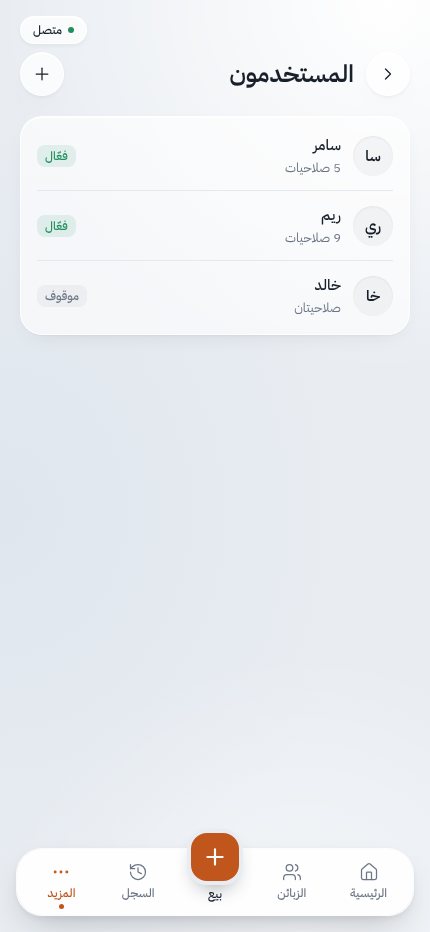 متصل
المستخدمون
سا
سامر
5 صلاحيات
فعّال
ري
ريم
9 صلاحيات
فعّال
خا
خالد
صلاحيتان
موقوف
الرئيسية
الزبائن
بيع
السجل
المزيد